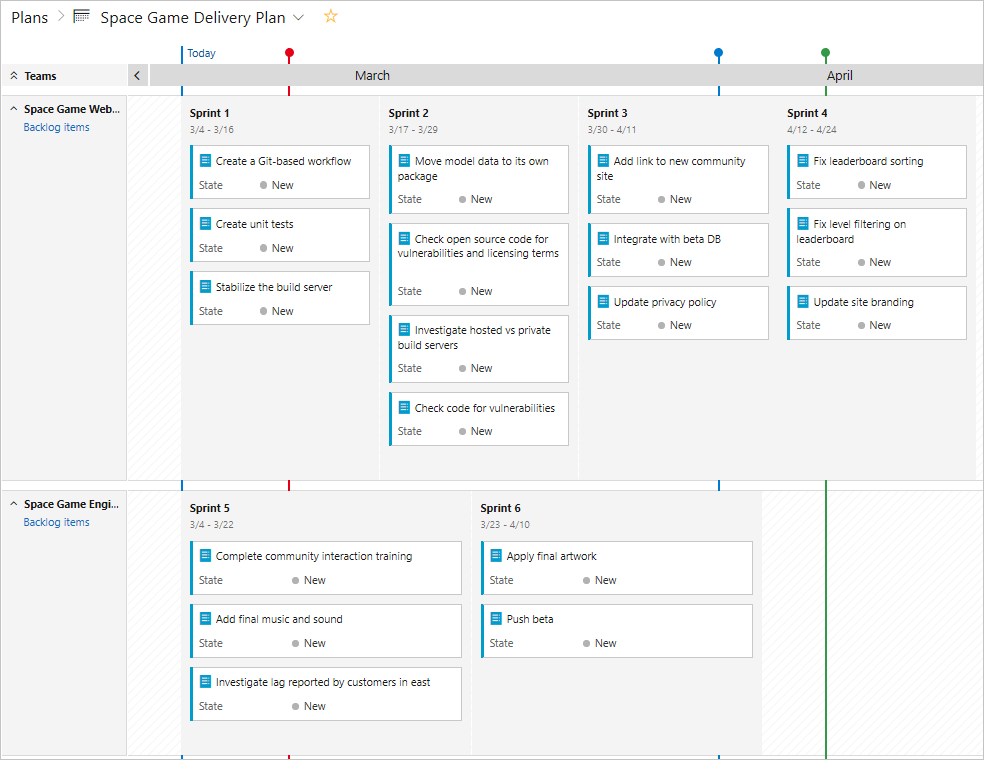 Plans
Space Game Delivery Plan
Today
Teams
March
April
Space Game Web...
Backlog items
Sprint 1
3/4 - 3/16
Create a Git-based workflow
State
New
Create unit tests
State
New
Stabilize the build server
State
New
Sprint 2
3/17 - 3/29
Move model data to its own
package
State
New
Check open source code for
vulnerabilities and licensing terms
State
New
Investigate hosted vs private
build servers
State
New
Check code for vulnerabilities
State
New
Sprint 3
3/30 - 4/11
Add link to new community
site
State
New
Integrate with beta DB
State
New
Update privacy policy
State
New
Sprint 4
4/12 - 4/24
Fix leaderboard sorting
State
New
Fix level filtering on
leaderboard
State
New
Update site branding
State
New
Space Game Engi...
Backlog items
Sprint 5
3/4 - 3/22
Complete community interaction training
State
New
Add final music and sound
State
New
Investigate lag reported by customers in east
State
New
Sprint 6
3/23 - 4/10
Apply final artwork
State
New
Push beta
State
New